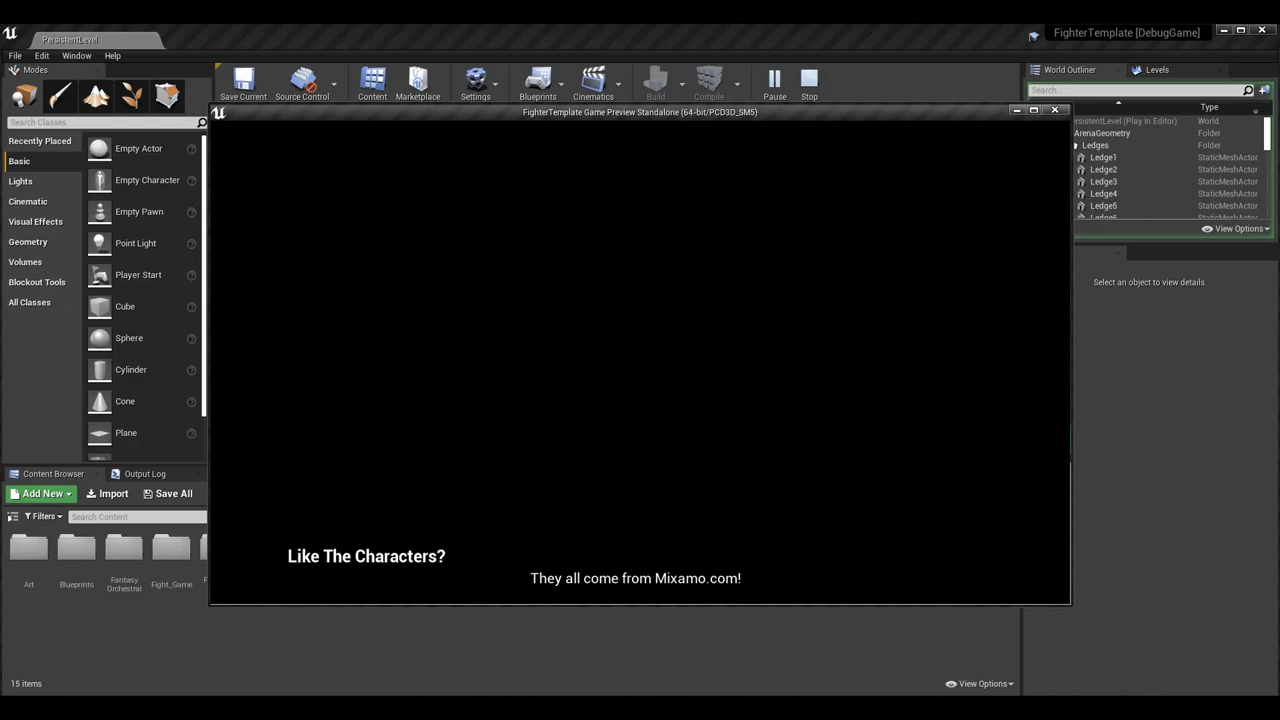 PersistentLevel
FighterTemplate [DebugGame]
File Edit Window Help
Modes
World Outliner
Levels
Save Current
Source Control
Content
Marketplace
Settings
Blueprints
Cinematics
Build
Compile
Pause
Stop
Search...
Search Classes
FighterTemplate Game Preview Standalone (64-bit/PCD3D_SM5)
Type
(Play In Editor) World
ArenaGeometry Folder
Ledges Folder
Ledge1 StaticMeshActor
Ledge2 StaticMeshActor
Ledge3 StaticMeshActor
Ledge4 StaticMeshActor
Ledge5 StaticMeshActor
Ledge6 StaticMeshActor
View Options
Select an object to view details.
Recently Placed
Basic
Lights
Cinematic
Visual Effects
Geometry
Volumes
Blockout Tools
All Classes
Empty Actor
Empty Character
Empty Pawn
Point Light
Player Start
Cube
Sphere
Cylinder
Cone
Plane
Content Browser
Output Log
Add New
Import
Save All
Filters
Search Content
Art
Blueprints
Fantasy
Orchestral
Fight_Game
Like The Characters?
They all come from Mixamo.com!
15 items
View Options